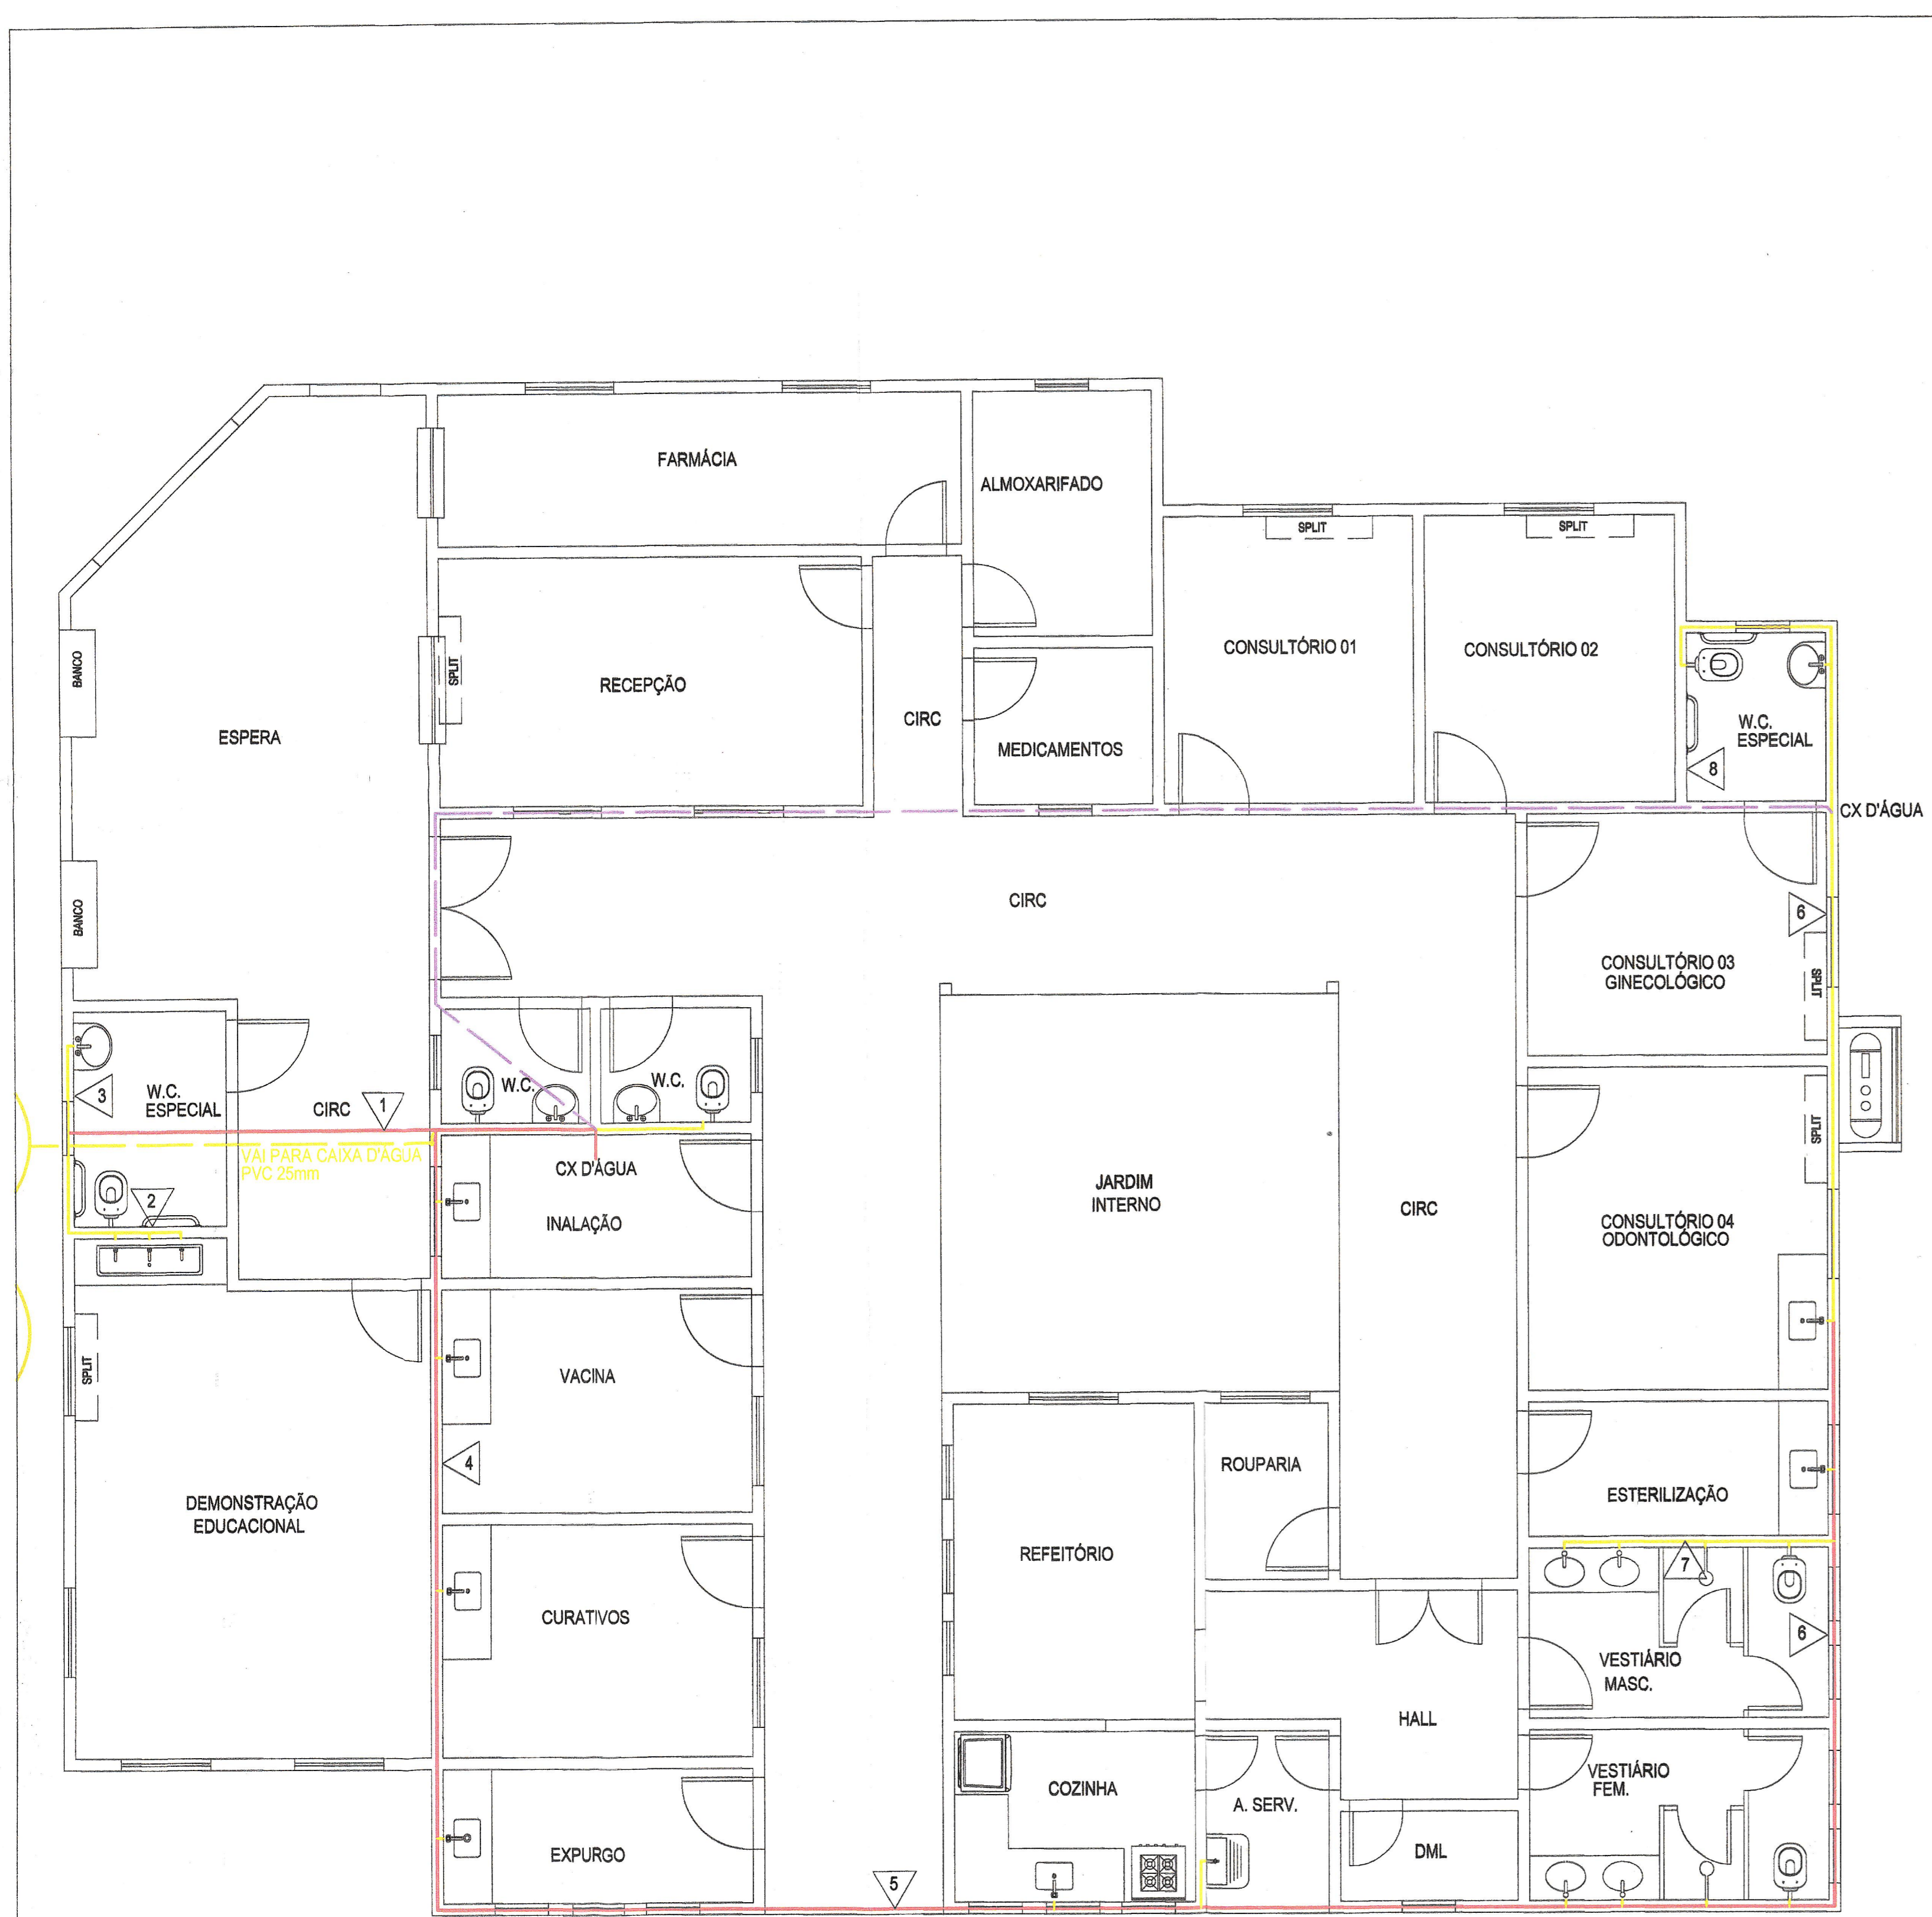 FARMÁCIA
ALMOXARIFADO
SPLIT
SPLIT
BANCO
SPLIT
RECEPÇÃO
CONSULTÓRIO 01
CONSULTÓRIO 02
ESPERA
CIRC
MEDICAMENTOS
W.C.
ESPECIAL
8
CX D'ÁGUA
BANCO
CIRC
6
CONSULTÓRIO 03
GINECOLÓGICO
SPLIT
3
W.C.
ESPECIAL
CIRC
1
W.C.
W.C.
VAI PARA CAIXA D'ÁGUA
PVC 25mm
CX D'ÁGUA
SPLIT
2
INALAÇÃO
JARDIM
INTERNO
CIRC
CONSULTÓRIO 04
ODONTOLÓGICO
SPLIT
VACINA
4
ROUPARIA
ESTERILIZAÇÃO
DEMONSTRAÇÃO
EDUCACIONAL
REFEITÓRIO
7
CURATIVOS
6
VESTIÁRIO
MASC.
HALL
COZINHA
A. SERV.
VESTIÁRIO
FEM.
EXPURGO
DML
5